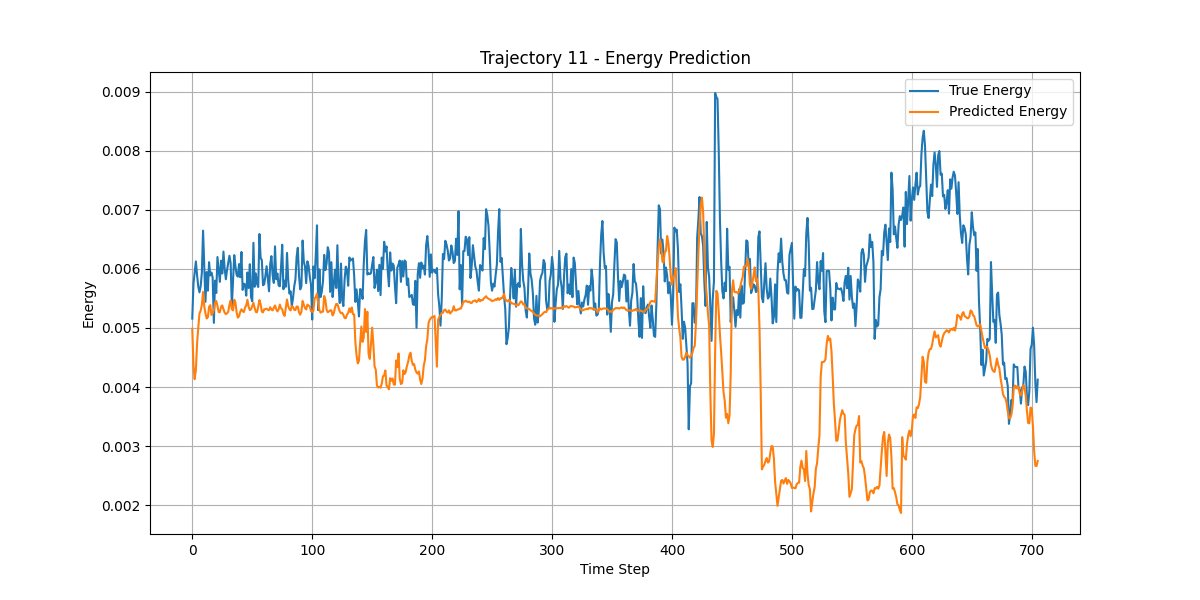 Trajectory 11 - Energy Prediction
True Energy
Predicted Energy
0.009
0.008
0.007
0.006
0.005
0.004
0.003
0.002
Energy
0 100 200 300 400 500 600 700
Time Step